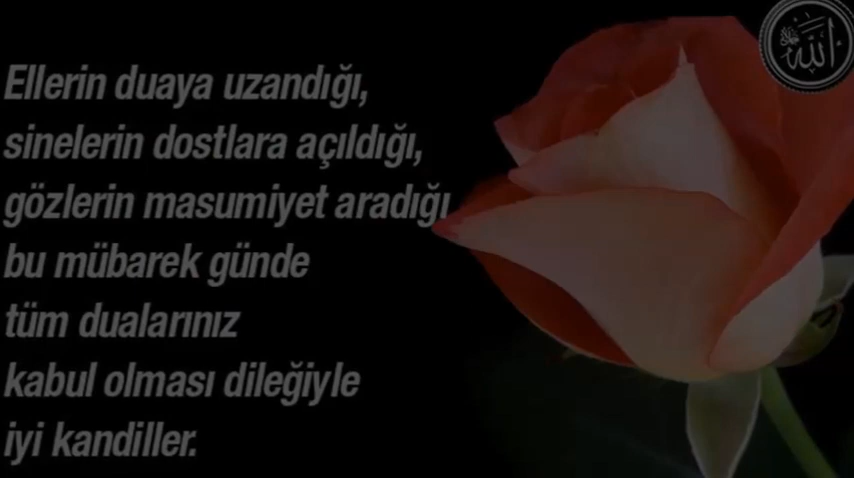 الله
Ellerin duaya uzandığı,
sinelerin dostlara açıldığı,
gözlerin masumiyet aradığı
bu mübarek günde
tüm dualarınız
kabul olması dileğiyle
iyi kandiller.